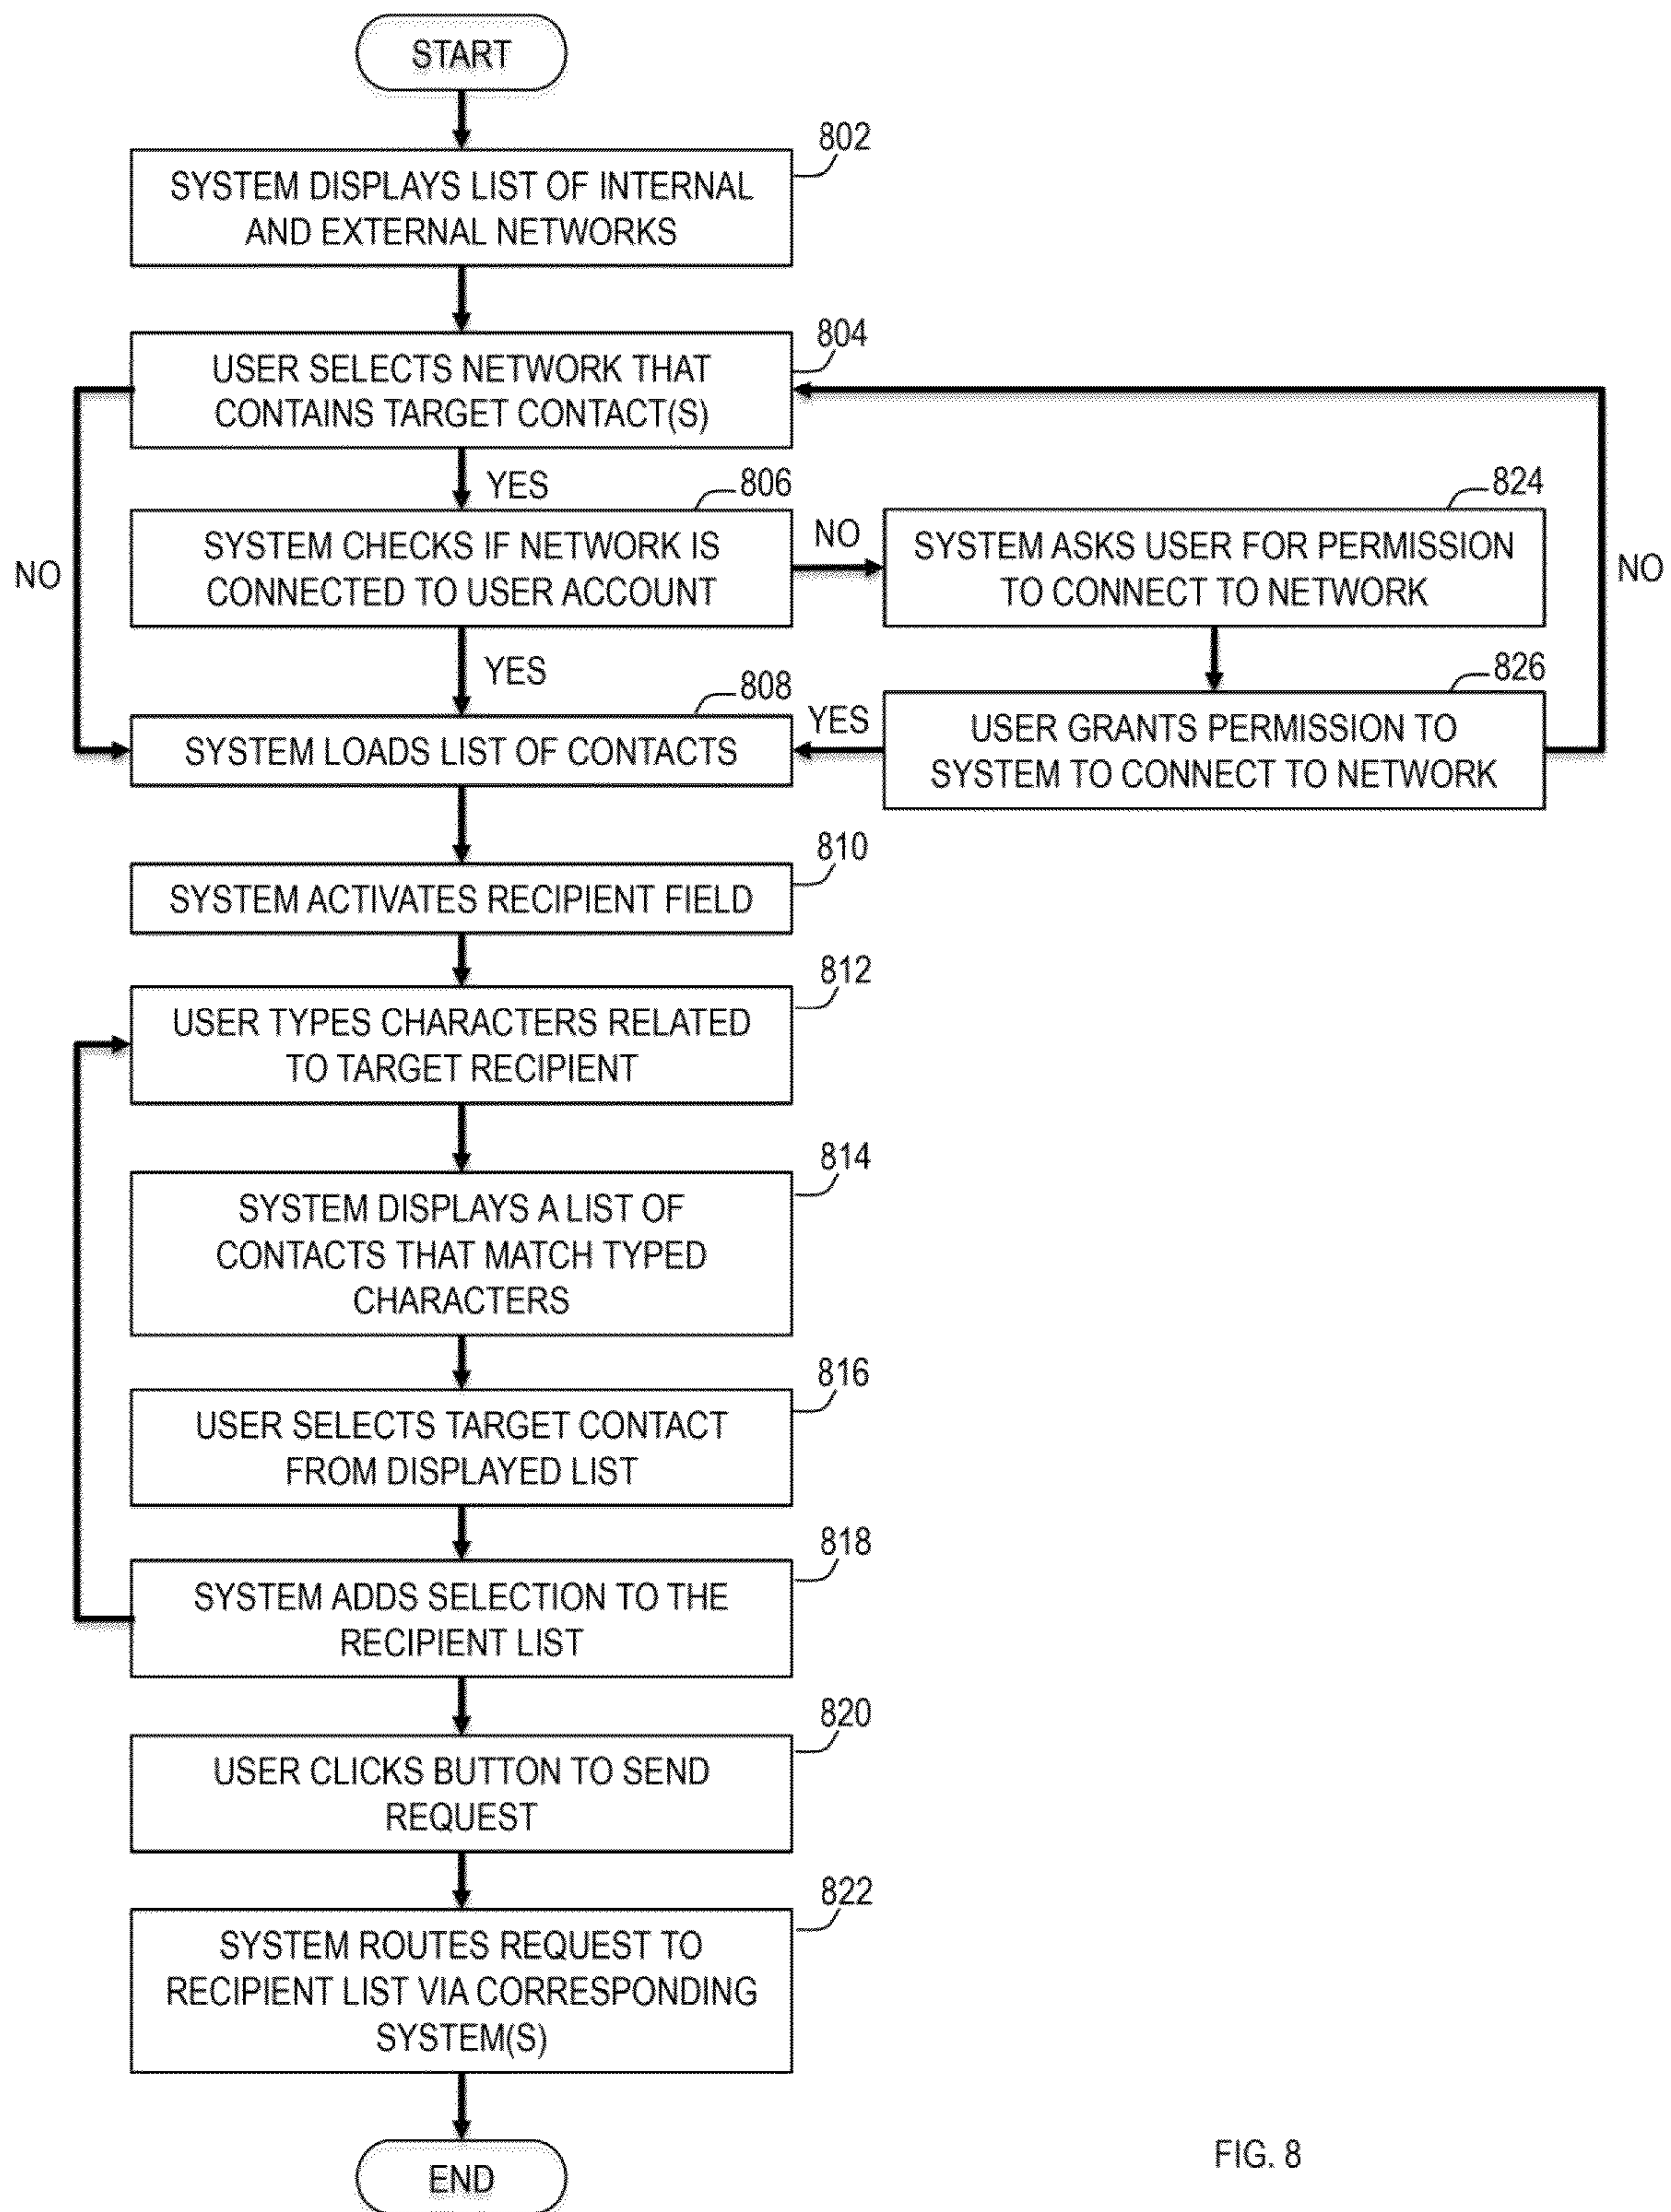 START
802
SYSTEM DISPLAYS LIST OF INTERNAL
AND EXTERNAL NETWORKS
804
USER SELECTS NETWORK THAT
CONTAINS TARGET CONTACT(S)
YES
806
824
NO
SYSTEM CHECKS IF NETWORK IS
CONNECTED TO USER ACCOUNT
NO
SYSTEM ASKS USER FOR PERMISSION
TO CONNECT TO NETWORK
NO
YES
808
826
SYSTEM LOADS LIST OF CONTACTS
YES
USER GRANTS PERMISSION TO
SYSTEM TO CONNECT TO NETWORK
810
SYSTEM ACTIVATES RECIPIENT FIELD
812
USER TYPES CHARACTERS RELATED
TO TARGET RECIPIENT
814
SYSTEM DISPLAYS A LIST OF
CONTACTS THAT MATCH TYPED
CHARACTERS
816
USER SELECTS TARGET CONTACT
FROM DISPLAYED LIST
818
SYSTEM ADDS SELECTION TO THE
RECIPIENT LIST
820
USER CLICKS BUTTON TO SEND
REQUEST
822
SYSTEM ROUTES REQUEST TO
RECIPIENT LIST VIA CORRESPONDING
SYSTEM(S)
END
FIG. 8